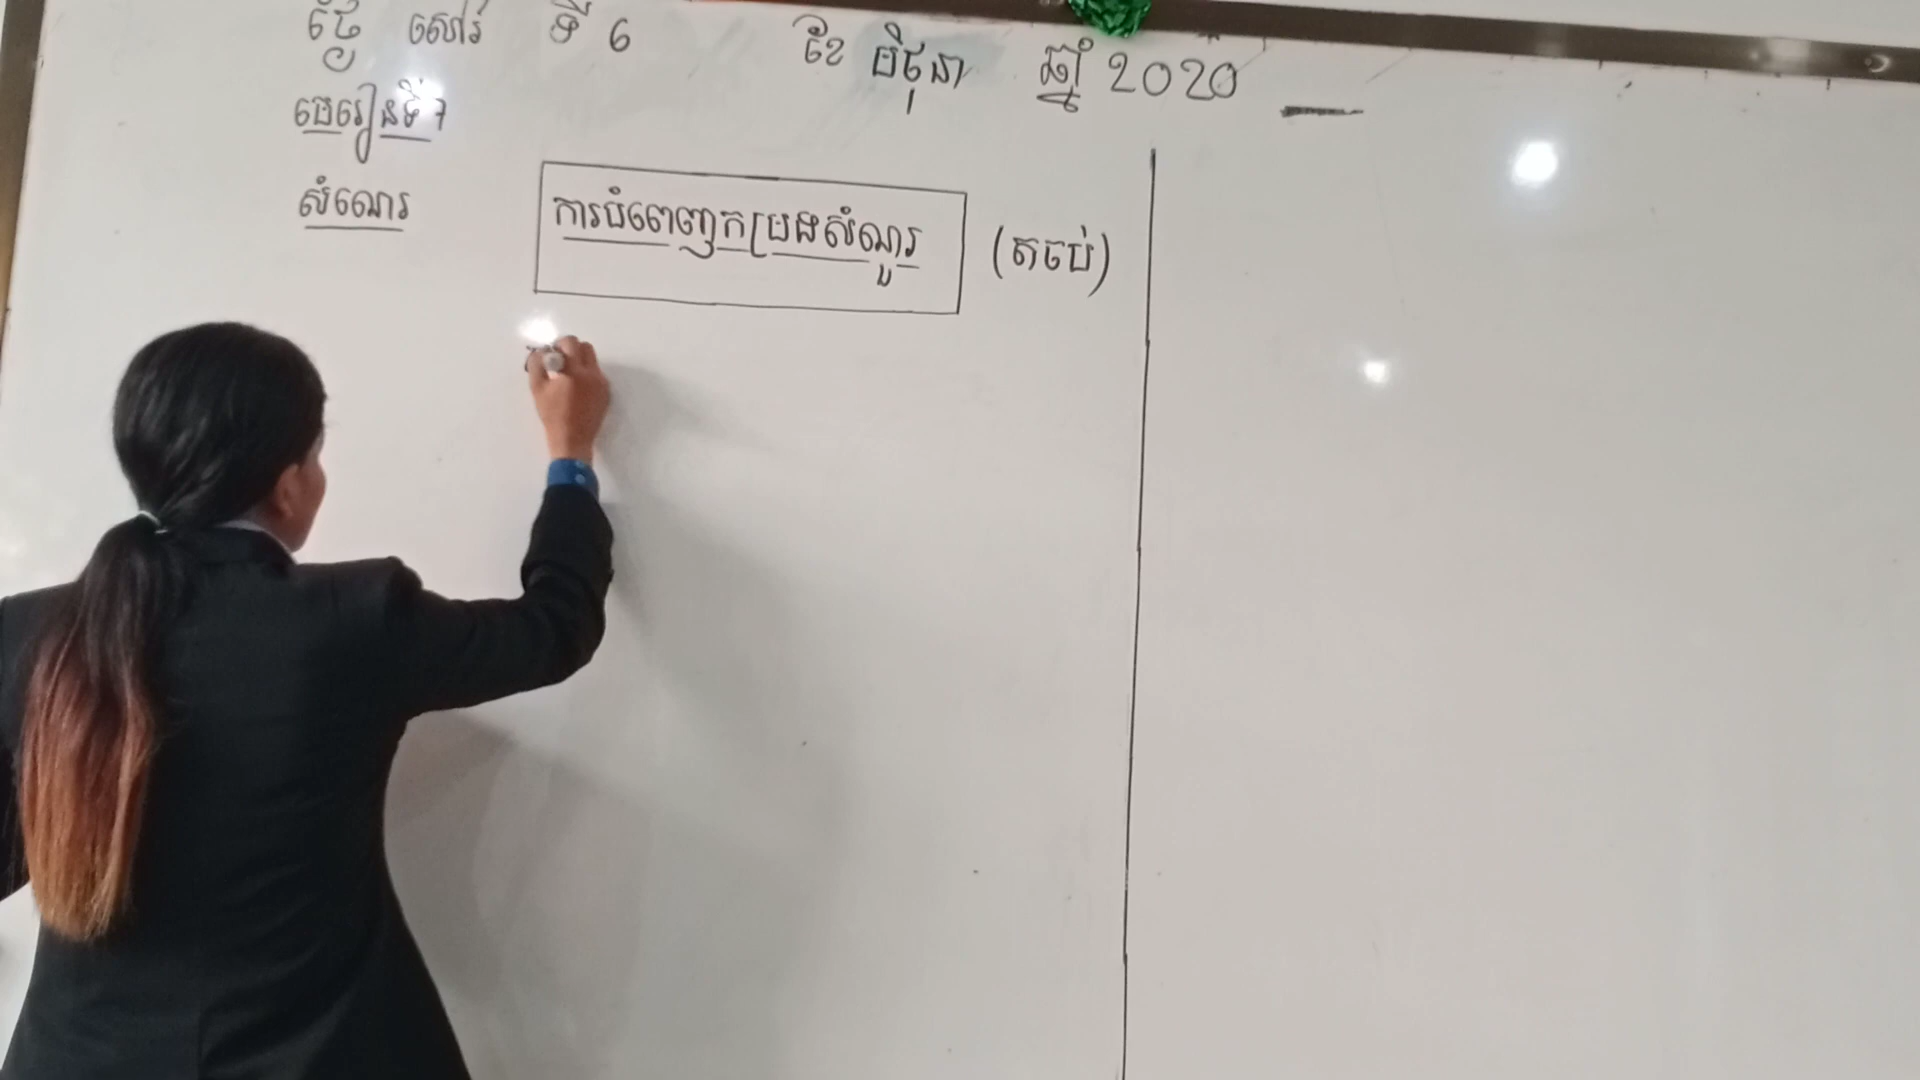 ថ្ងៃ សៅរ៍ ទី 6 ខែ មិថុនា ឆ្នាំ 2020
មេរៀនទី 7
សំណេរ
ការបំពេញកម្រងសំណួរ (តចប់)